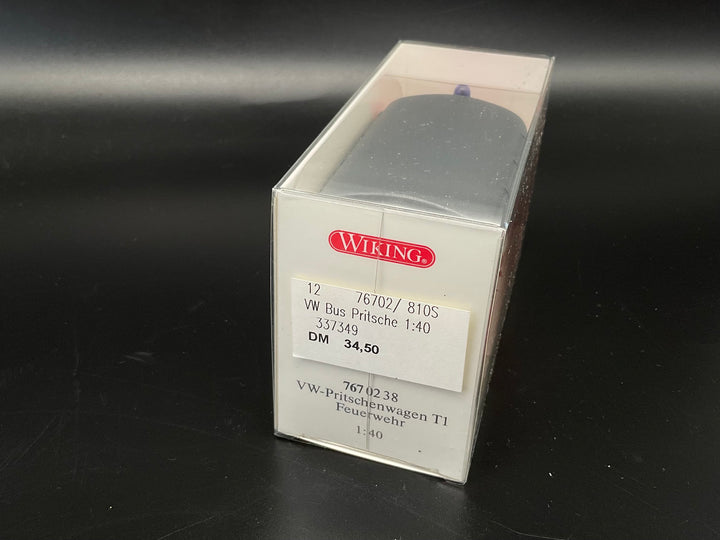 WIKING®
12 76702/ 810S
VW Bus Pritsche 1:40
337349
DM 34,50
767 02 38
VW-Pritschenwagen T1
Feuerwehr
1:40